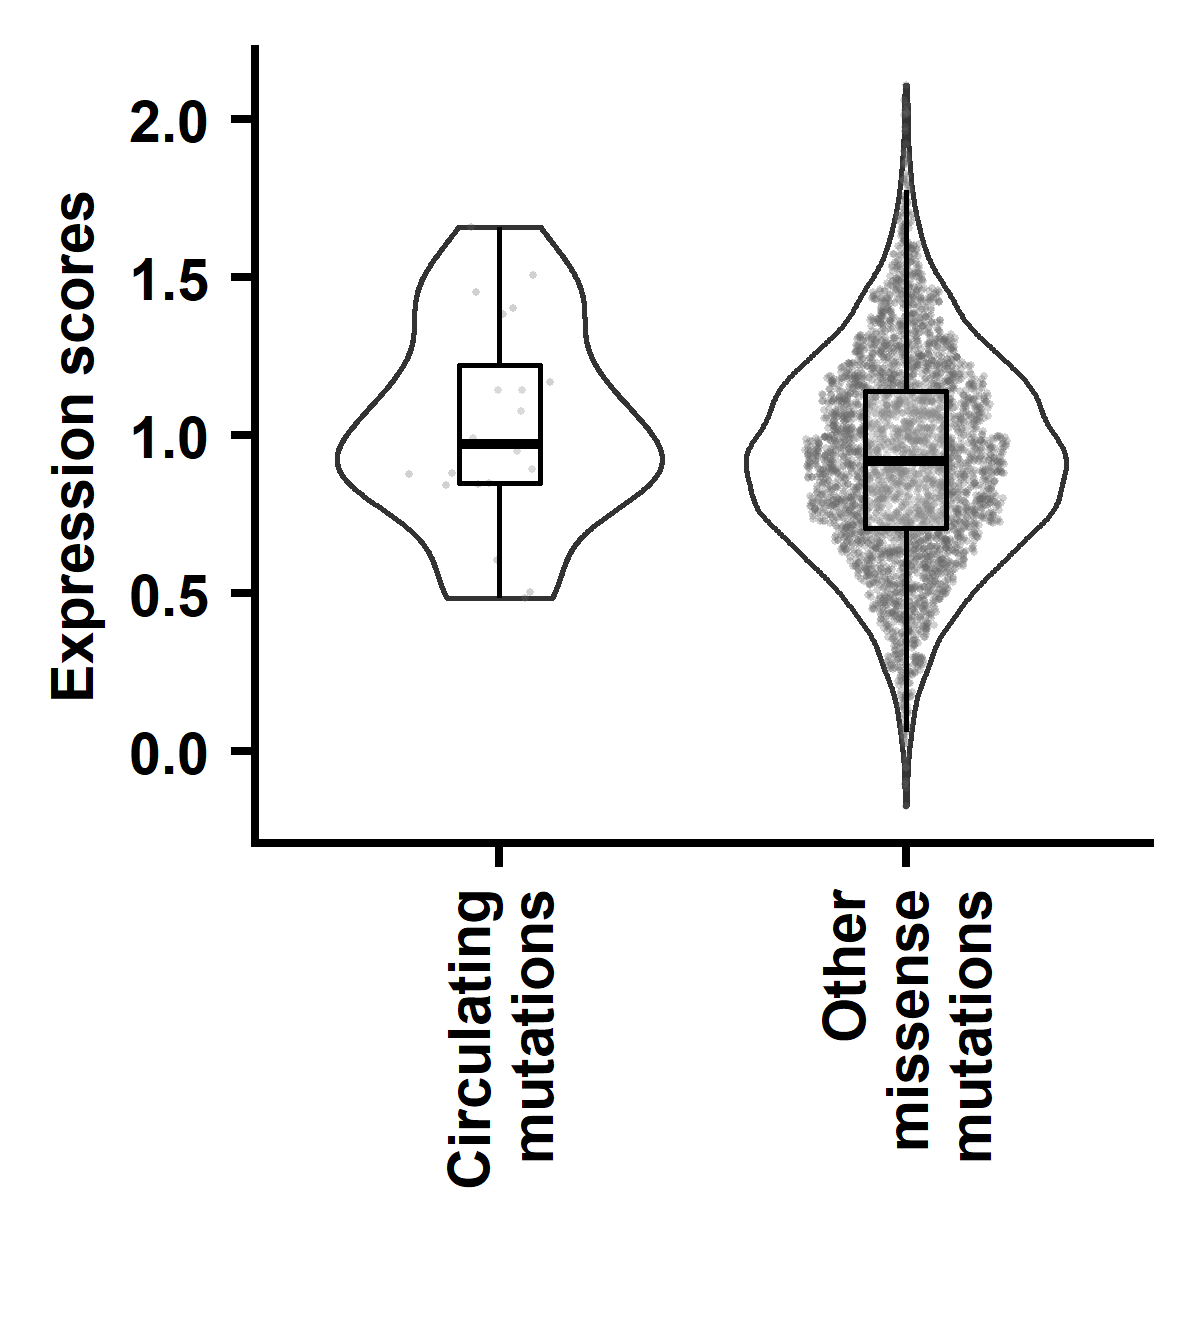 Expression scores
2.0
1.5
1.0
0.5
0.0
Circulating
mutations
Other
missense
mutations